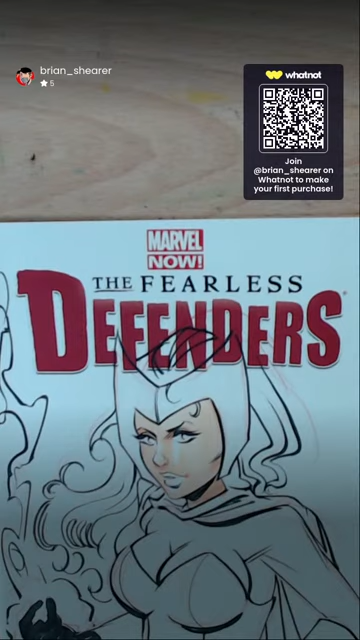 brian_shearer
5
whatnot
Join
@brian_shearer on
Whatnot to make
your first purchase!
MARVEL
NOW!
THE FEARLESS
DEFENDERS